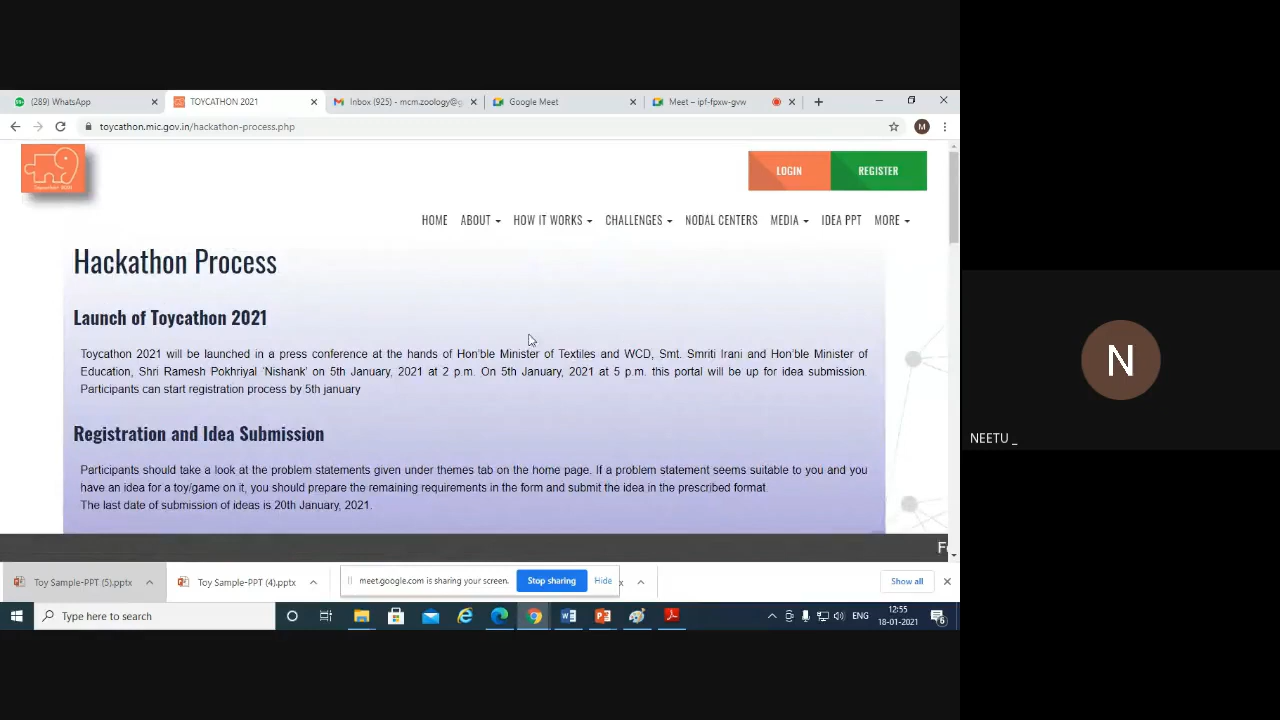 (289) WhatsApp
TOYCATHON 2021
Inbox (925) - mcm.zoology@g
Google Meet
Meet – ipf-fpxw-gvw
toycathon.mic.gov.in/hackathon-process.php
M
LOGIN
REGISTER
HOME ABOUT HOW IT WORKS CHALLENGES NODAL CENTERS MEDIA IDEA PPT MORE
Hackathon Process
Launch of Toycathon 2021
Toycathon 2021 will be launched in a press conference at the hands of Hon'ble Minister of Textiles and WCD, Smt. Smriti Irani and Hon'ble Minister of
Education, Shri Ramesh Pokhriyal 'Nishank' on 5th January, 2021 at 2 p.m. On 5th January, 2021 at 5 p.m. this portal will be up for idea submission.
Participants can start registration process by 5th january
Registration and Idea Submission
Participants should take a look at the problem statements given under themes tab on the home page. If a problem statement seems suitable to you and you
have an idea for a toy/game on it, you should prepare the remaining requirements in the form and submit the idea in the prescribed format.
The last date of submission of ideas is 20th January, 2021.
N
NEETU _
Toy Sample-PPT (5).pptx
Toy Sample-PPT (4).pptx
meet.google.com is sharing your screen.
Stop sharing
Hide
Show all
Type here to search
ENG
12:55
18-01-2021
6